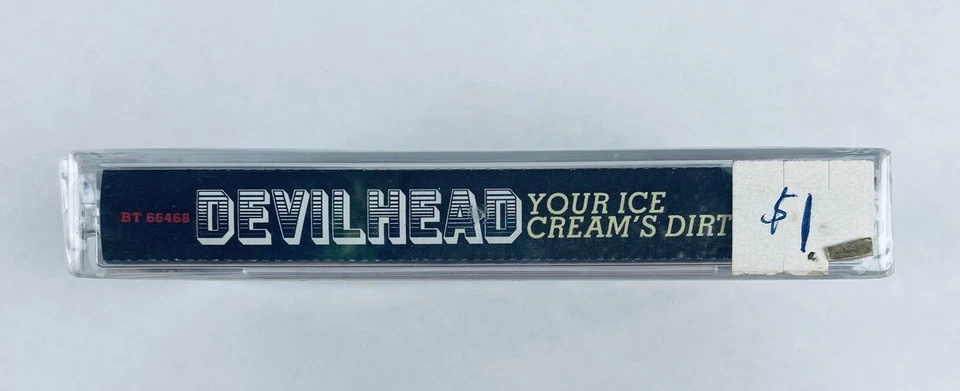 BT 66468
DEVILHEAD
YOUR ICE
CREAM'S DIRT
$1.